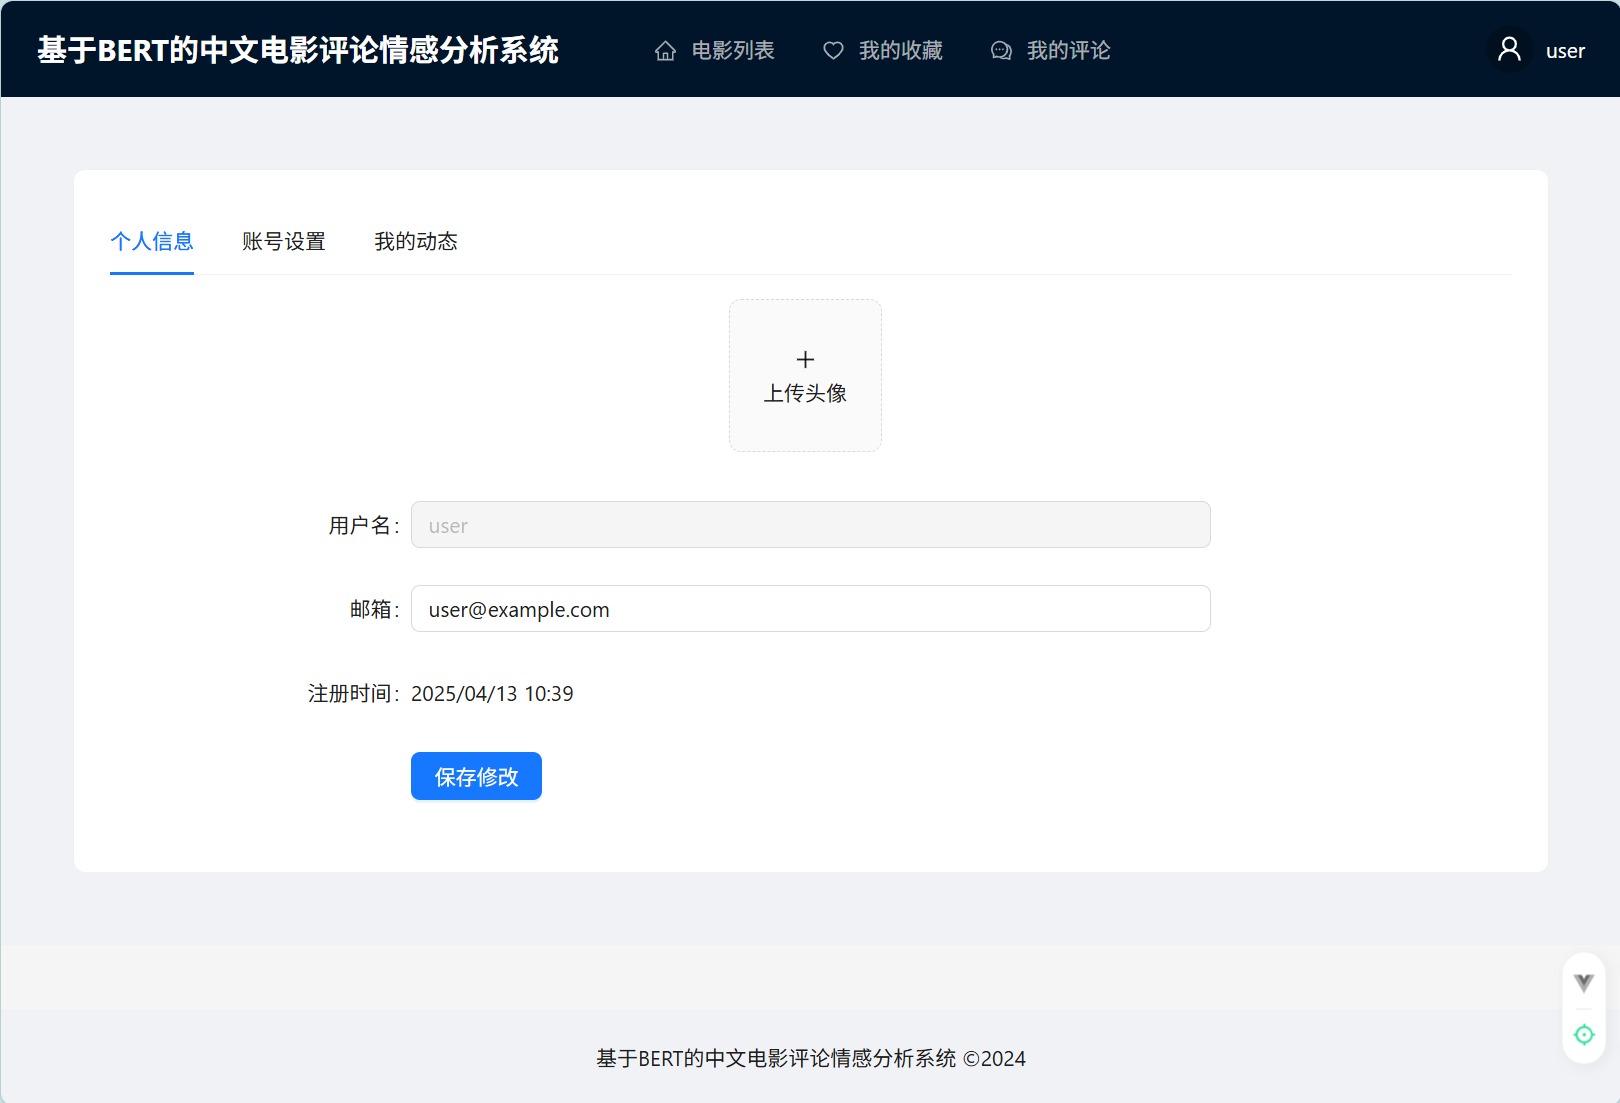 基于BERT的中文电影评论情感分析系统 电影列表 我的收藏 我的评论 user
个人信息 账号设置 我的动态
上传头像
用户名: user
邮箱: user@example.com
注册时间: 2025/04/13 10:39
保存修改
基于BERT的中文电影评论情感分析系统 ©2024